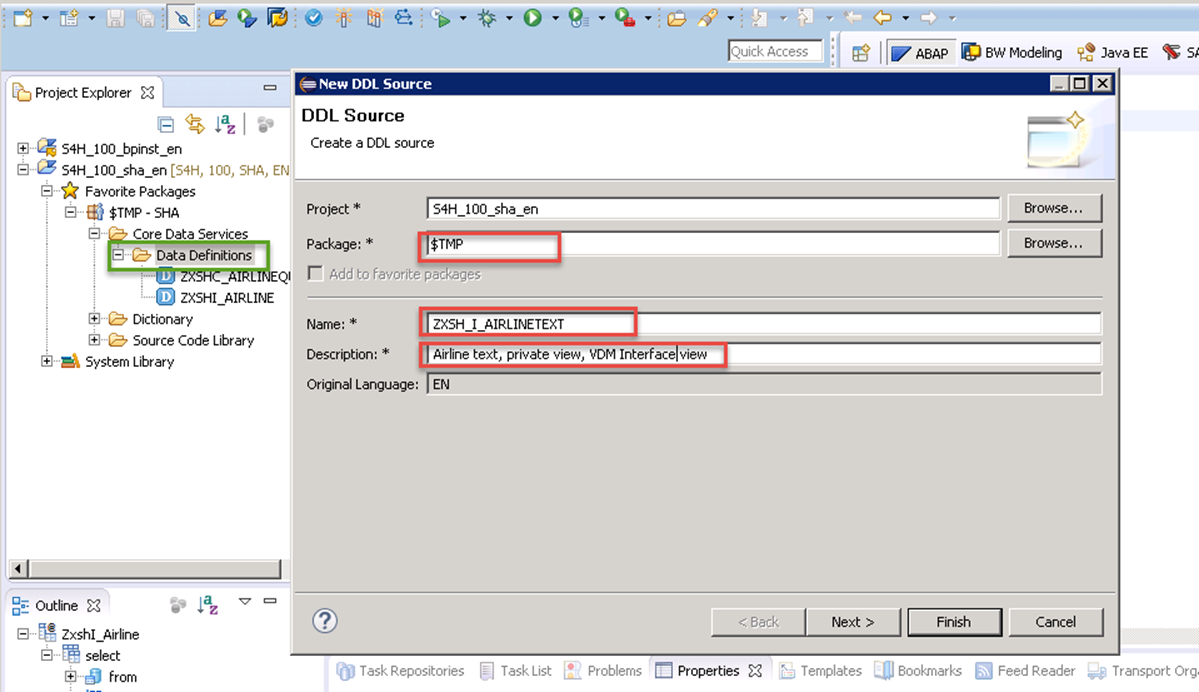 Quick Access
ABAP
BW Modeling
Java EE
SA
Project Explorer
S4H_100_bpinst_en
S4H_100_sha_en [S4H, 100, SHA, EN
Favorite Packages
$TMP - SHA
Core Data Services
Data Definitions
ZXSHC_AIRLINEQU
ZXSHI_AIRLINE
Dictionary
Source Code Library
System Library
New DDL Source
DDL Source
Create a DDL source
Project *
S4H_100_sha_en
Browse...
Package: *
$TMP
Browse...
Add to favorite packages
Name: *
ZXSH_I_AIRLINETEXT
Description: *
Airline text, private view, VDM Interface view
Original Language:
EN
?
< Back
Next >
Finish
Cancel
Outline
ZxshI_Airline
select
from
Task Repositories
Task List
Problems
Properties
Templates
Bookmarks
Feed Reader
Transport Org